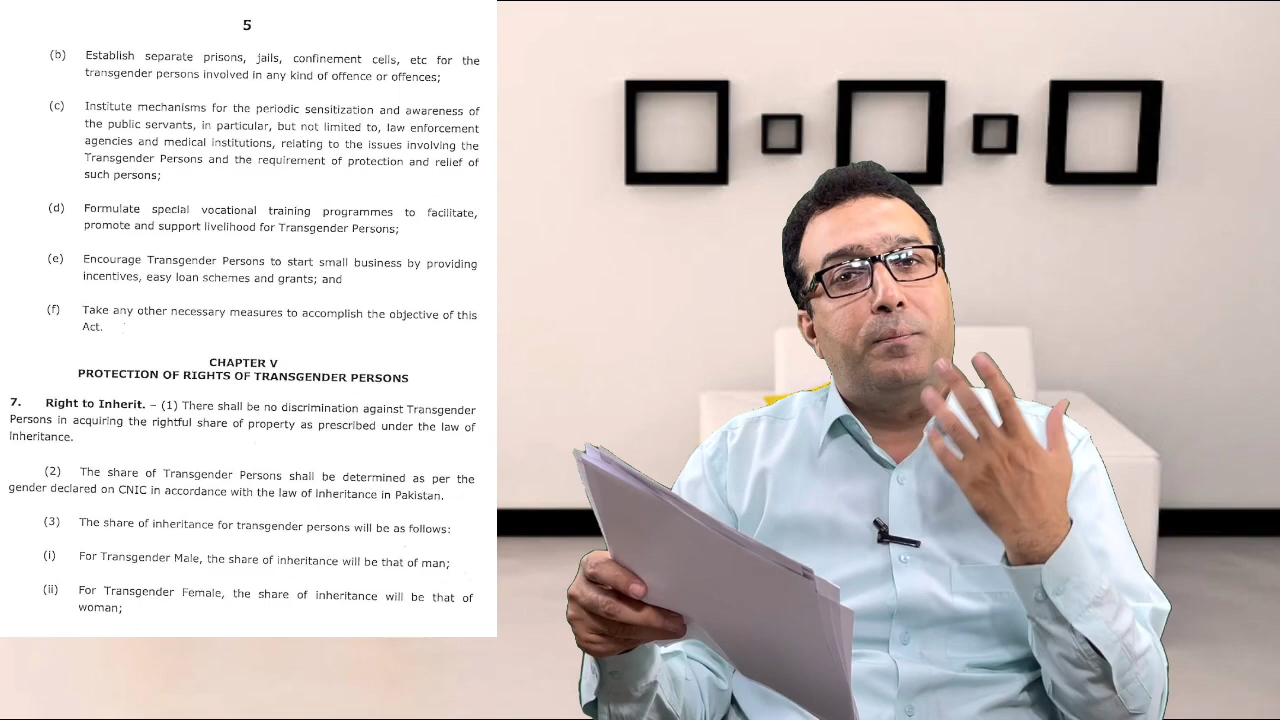 5
(b) Establish separate prisons, jails, confinement cells, etc for the
transgender persons involved in any kind of offence or offences;
(c) Institute mechanisms for the periodic sensitization and awareness of
the public servants, in particular, but not limited to, law enforcement
agencies and medical institutions, relating to the issues involving the
Transgender Persons and the requirement of protection and relief of
such persons;
(d) Formulate special vocational training programmes to facilitate,
promote and support livelihood for Transgender Persons;
(e) Encourage Transgender Persons to start small business by providing
incentives, easy loan schemes and grants; and
(f) Take any other necessary measures to accomplish the objective of this
Act.
CHAPTER V
PROTECTION OF RIGHTS OF TRANSGENDER PERSONS
7. Right to Inherit. – (1) There shall be no discrimination against Transgender
Persons in acquiring the rightful share of property as prescribed under the law of
Inheritance.
(2) The share of Transgender Persons shall be determined as per the
gender declared on CNIC in accordance with the law of Inheritance in Pakistan.
(3) The share of inheritance for transgender persons will be as follows:
(i) For Transgender Male, the share of inheritance will be that of man;
(ii) For Transgender Female, the share of inheritance will be that of
woman;